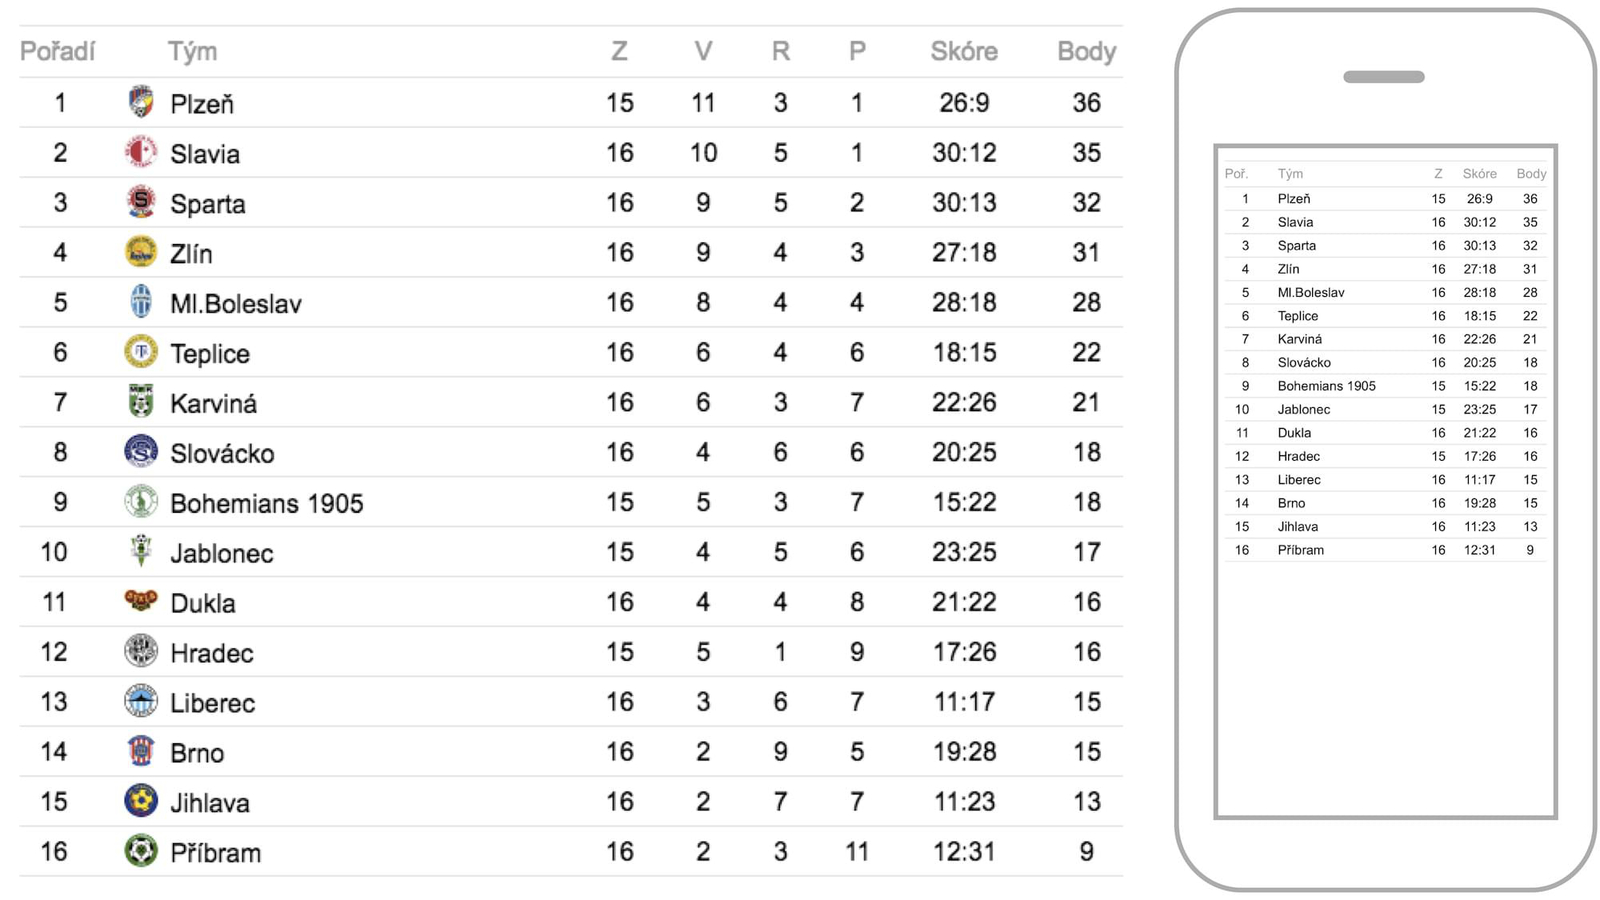 Pořadí Tým Z V R P Skóre Body
1 Plzeň 15 11 3 1 26:9 36
2 Slavia 16 10 5 1 30:12 35
3 Sparta 16 9 5 2 30:13 32
4 Zlín 16 9 4 3 27:18 31
5 Ml.Boleslav 16 8 4 4 28:18 28
6 Teplice 16 6 4 6 18:15 22
7 Karviná 16 6 3 7 22:26 21
8 Slovácko 16 4 6 6 20:25 18
9 Bohemians 1905 15 5 3 7 15:22 18
10 Jablonec 15 4 5 6 23:25 17
11 Dukla 16 4 4 8 21:22 16
12 Hradec 15 5 1 9 17:26 16
13 Liberec 16 3 6 7 11:17 15
14 Brno 16 2 9 5 19:28 15
15 Jihlava 16 2 7 7 11:23 13
16 Příbram 16 2 3 11 12:31 9
Poř. Tým Z Skóre Body
1 Plzeň 15 26:9 36
2 Slavia 16 30:12 35
3 Sparta 16 30:13 32
4 Zlín 16 27:18 31
5 Ml.Boleslav 16 28:18 28
6 Teplice 16 18:15 22
7 Karviná 16 22:26 21
8 Slovácko 16 20:25 18
9 Bohemians 1905 15 15:22 18
10 Jablonec 15 23:25 17
11 Dukla 16 21:22 16
12 Hradec 15 17:26 16
13 Liberec 16 11:17 15
14 Brno 16 19:28 15
15 Jihlava 16 11:23 13
16 Příbram 16 12:31 9